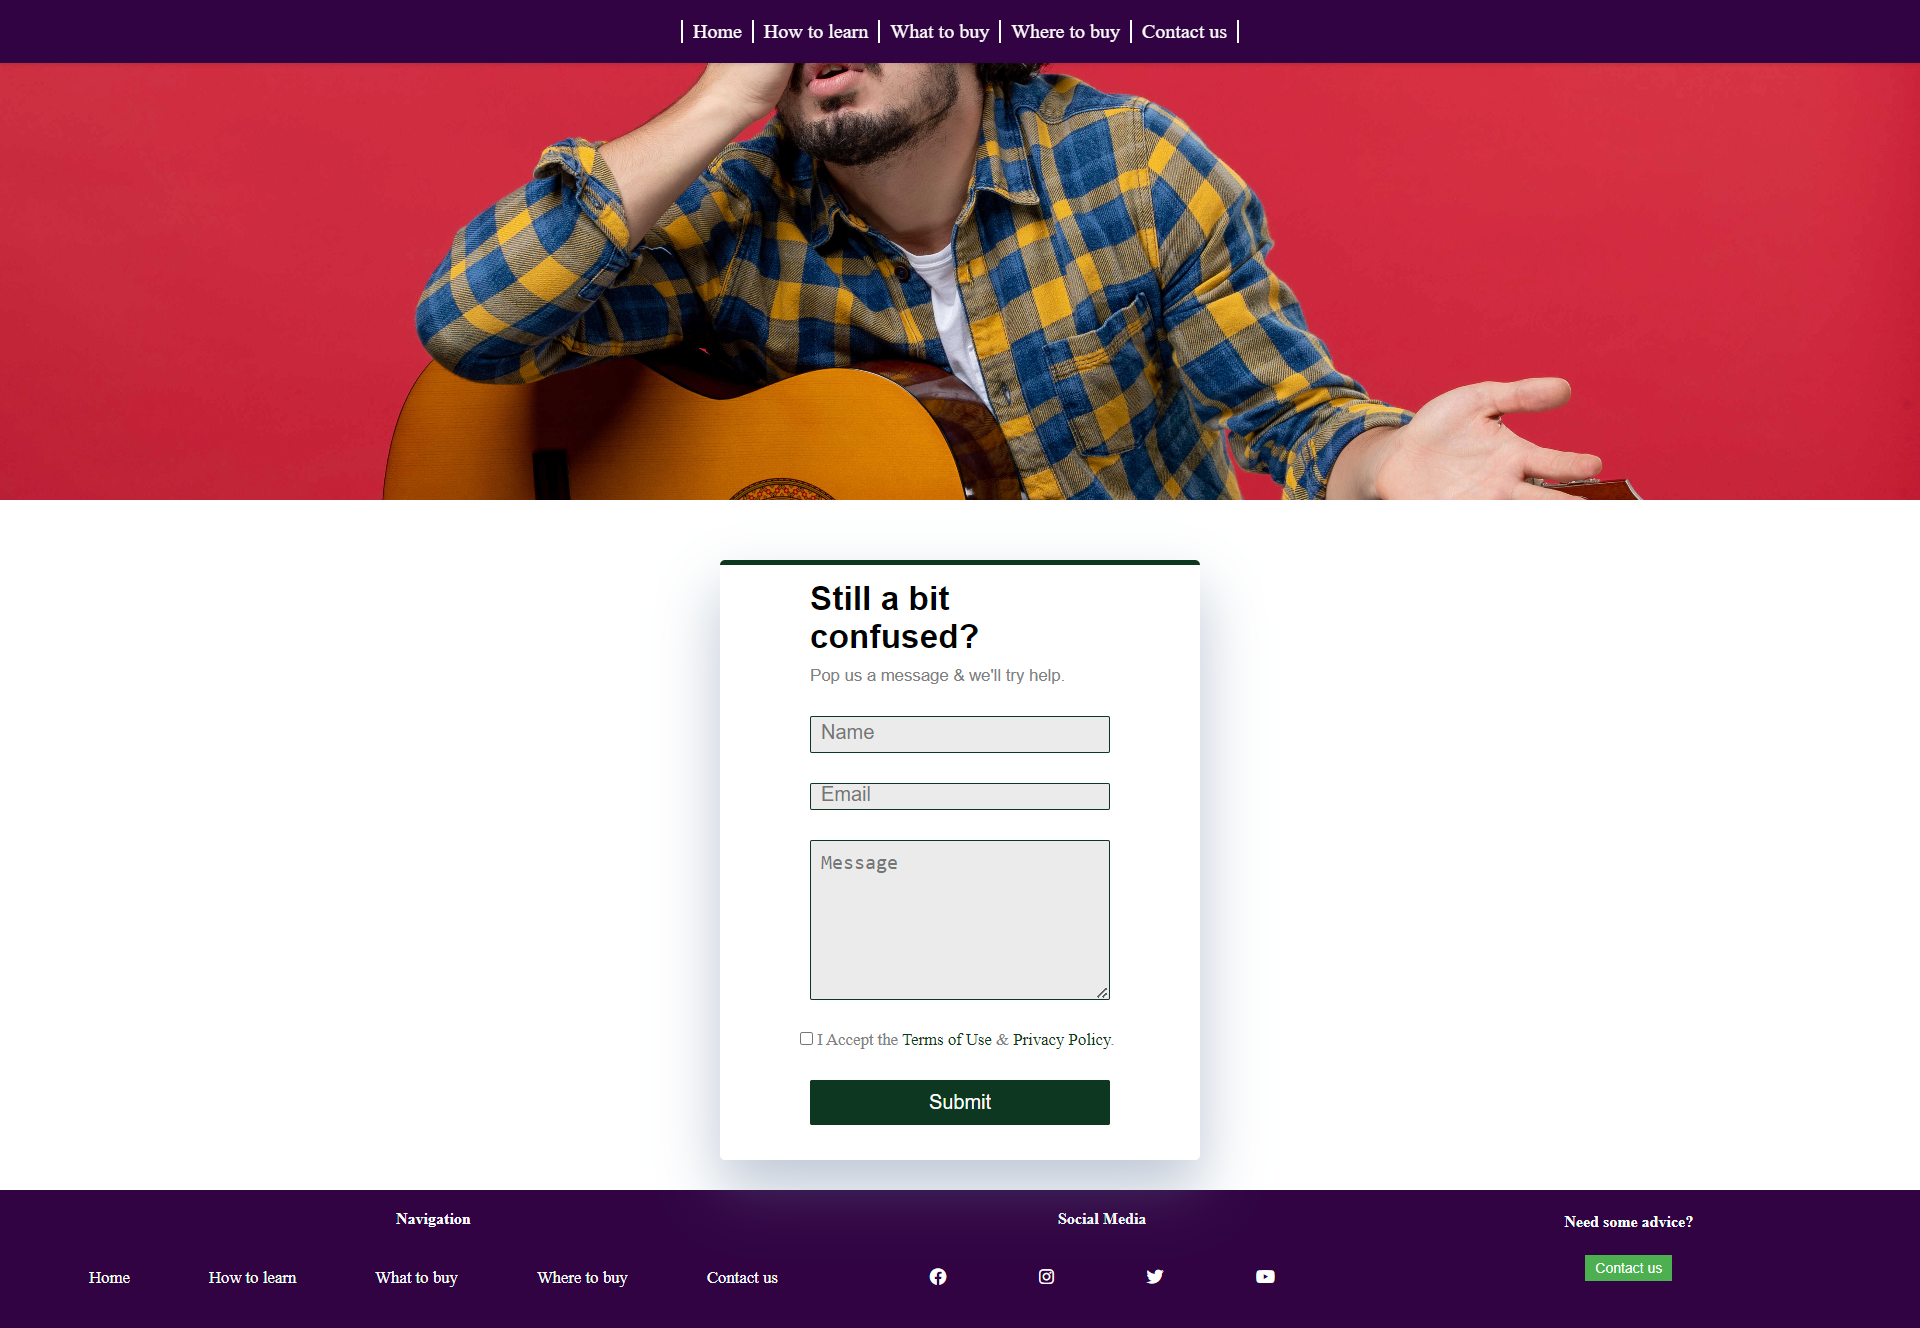 Home How to learn What to buy Where to buy Contact us
Still a bit
confused?
Pop us a message & we'll try help.
Name
Email
Message
I Accept the Terms of Use & Privacy Policy.
Submit
Navigation
Home How to learn What to buy Where to buy Contact us
Social Media
Need some advice?
Contact us